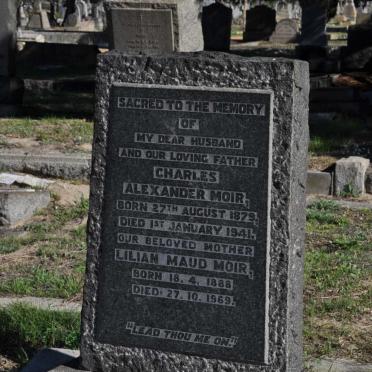 SACRED TO THE MEMORY
OF
MY DEAR HUSBAND
AND OUR LOVING FATHER
CHARLES
ALEXANDER MOIR,
BORN 27TH AUGUST 1879,
DIED 1ST JANUARY 1941.
OUR BELOVED MOTHER
LILIAN MAUD MOIR,
BORN 18. 4. 1888
DIED 27. 10. 1969.
"LEAD THOU ME ON"